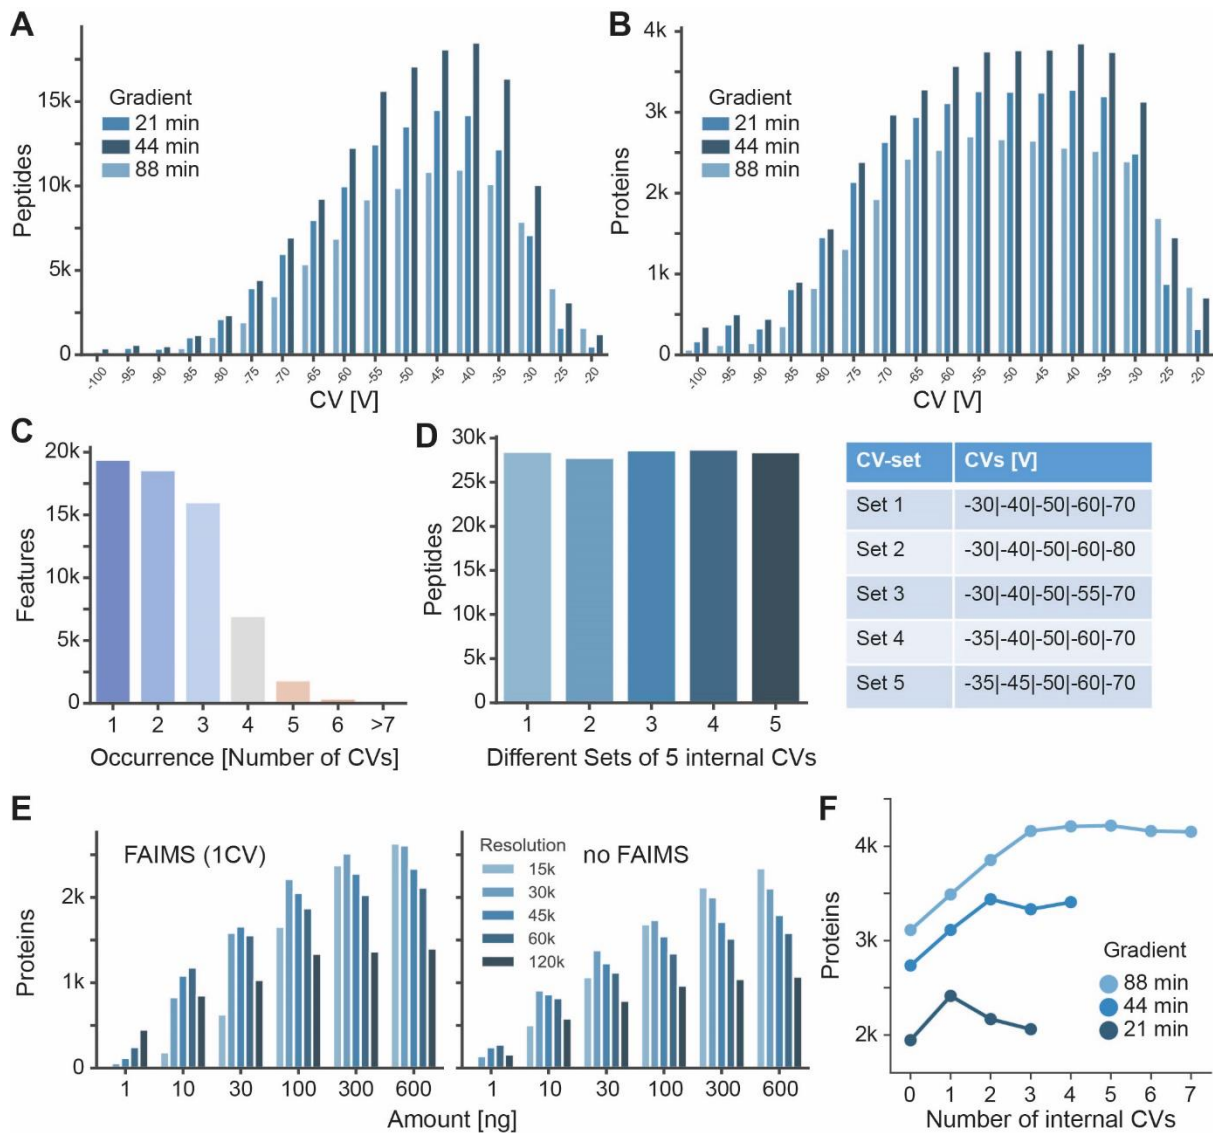 A
Peptides
15k
10k
5k
0
Gradient
21 min
44 min
88 min
-100 -95 -90 -85 -80 -75 -70 -65 -60 -55 -50 -45 -40 -35 -30 -25 -20
CV [V]
B
Proteins
4k
3k
2k
1k
0
Gradient
21 min
44 min
88 min
-100 -95 -90 -85 -80 -75 -70 -65 -60 -55 -50 -45 -40 -35 -30 -25 -20
CV [V]
C
Features
20k
15k
10k
5k
0
1 2 3 4 5 6 >7
Occurrence [Number of CVs]
D
Peptides
30k
28k
28k
10k
5k
0
1 2 3 4 5
Different Sets of 5 internal CVs
CV-set CVs [V]
Set 1 -30|-40|-50|-60|-70
Set 2 -30|-40|-50|-60|-80
Set 3 -30|-40|-50|-55|-70
Set 4 -35|-40|-50|-60|-70
Set 5 -35|-45|-50|-60|-70
E
Proteins
2k
1k
0
FAIMS (1CV)
1 10 30 100 300 600
no FAIMS
Resolution
15k
30k
45k
60k
120k
1 10 30 100 300 600
Amount [ng]
F
Proteins
4k
3k
2k
Gradient
88 min
44 min
21 min
0 1 2 3 4 5 6 7
Number of internal CVs